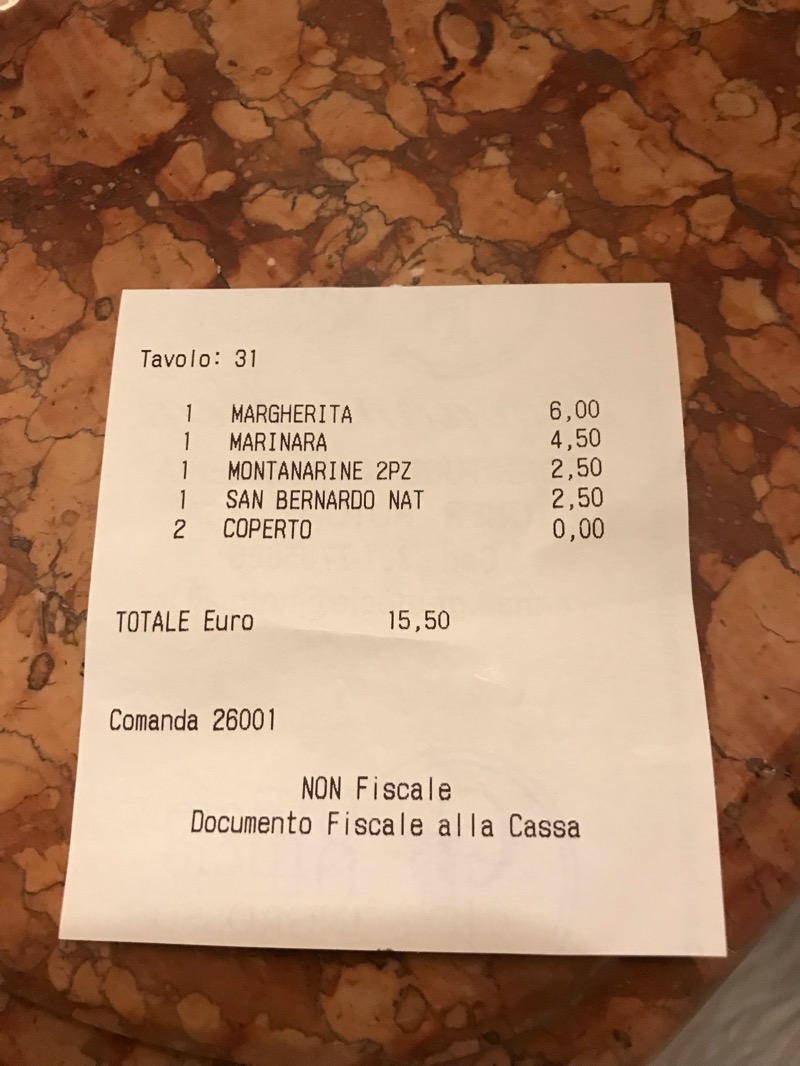 Tavolo: 31
1 MARGHERITA 6,00
1 MARINARA 4,50
1 MONTANARINE 2PZ 2,50
1 SAN BERNARDO NAT 2,50
2 COPERTO 0,00
TOTALE Euro 15,50
Comanda 26001
NON Fiscale
Documento Fiscale alla Cassa